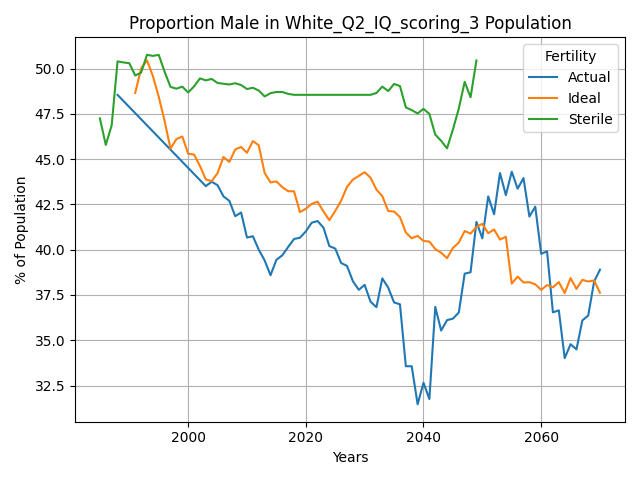 Proportion Male in White_Q2_IQ_scoring_3 Population
% of Population
50.0
47.5
45.0
42.5
40.0
37.5
35.0
32.5
Fertility
Actual
Ideal
Sterile
2000 2020 2040 2060
Years